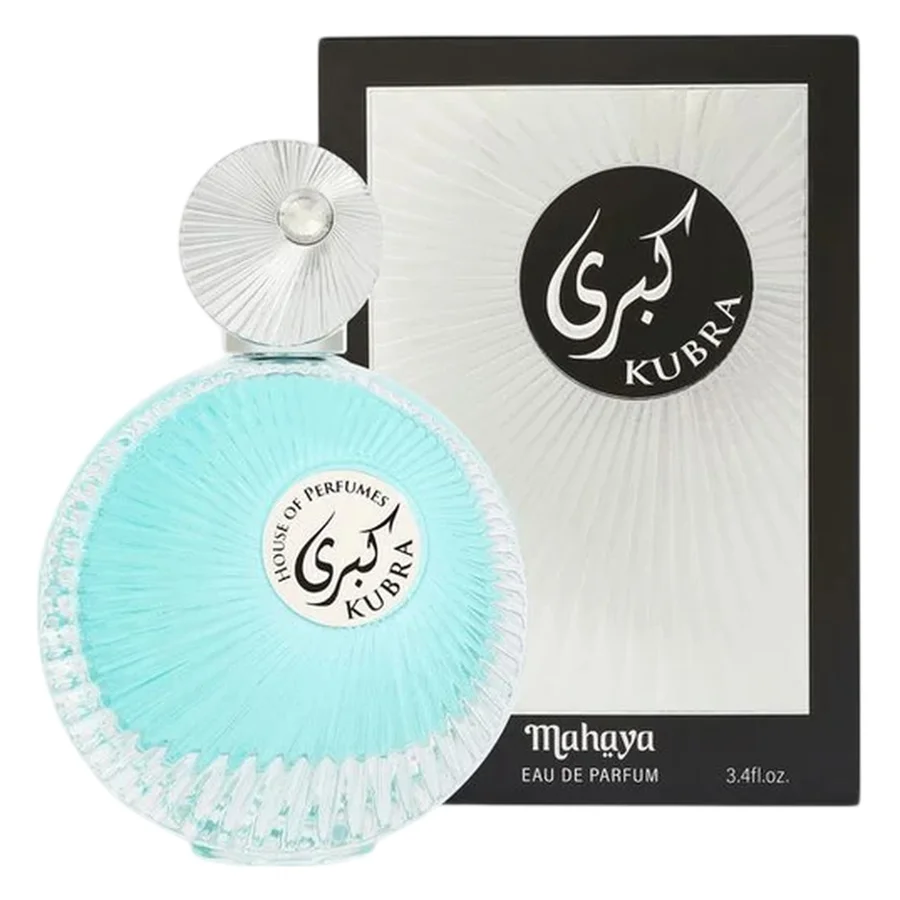 HOUSE OF PERFUMES
كبرى
KUBRA
كبرى
KUBRA
Mahaya
EAU DE PARFUM
3.4fl.oz.